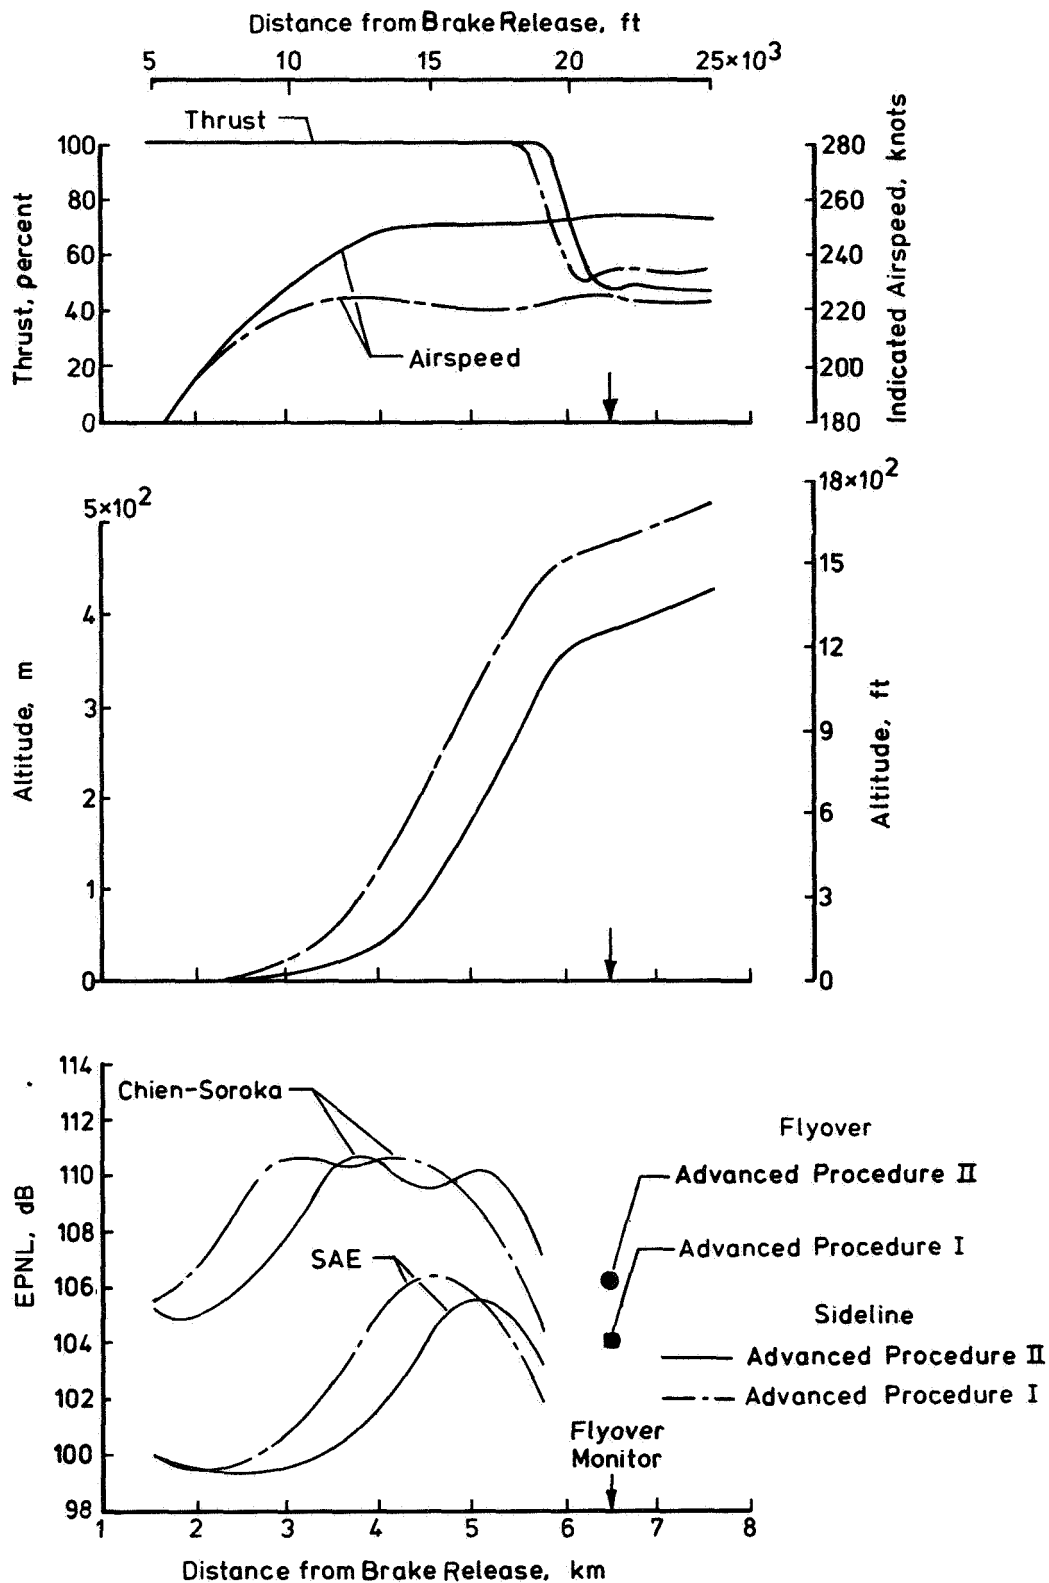 Distance from Brake Release, ft
5 10 15 20 25×10³
Thrust
100
80
60
40
20
0
Thrust, percent
280
260
240
220
200
180
Indicated Airspeed, knots
Airspeed
5×10²
4
3
2
1
0
Altitude, m
18×10²
15
12
9
6
3
0
Altitude, ft
114
112
110
108
106
104
102
100
98
EPNL, dB
Chien-Soroka
SAE
Flyover
Advanced Procedure II
Advanced Procedure I
Sideline
Advanced Procedure II
Advanced Procedure I
Flyover
Monitor
1 2 3 4 5 6 7 8
Distance from Brake Release, km